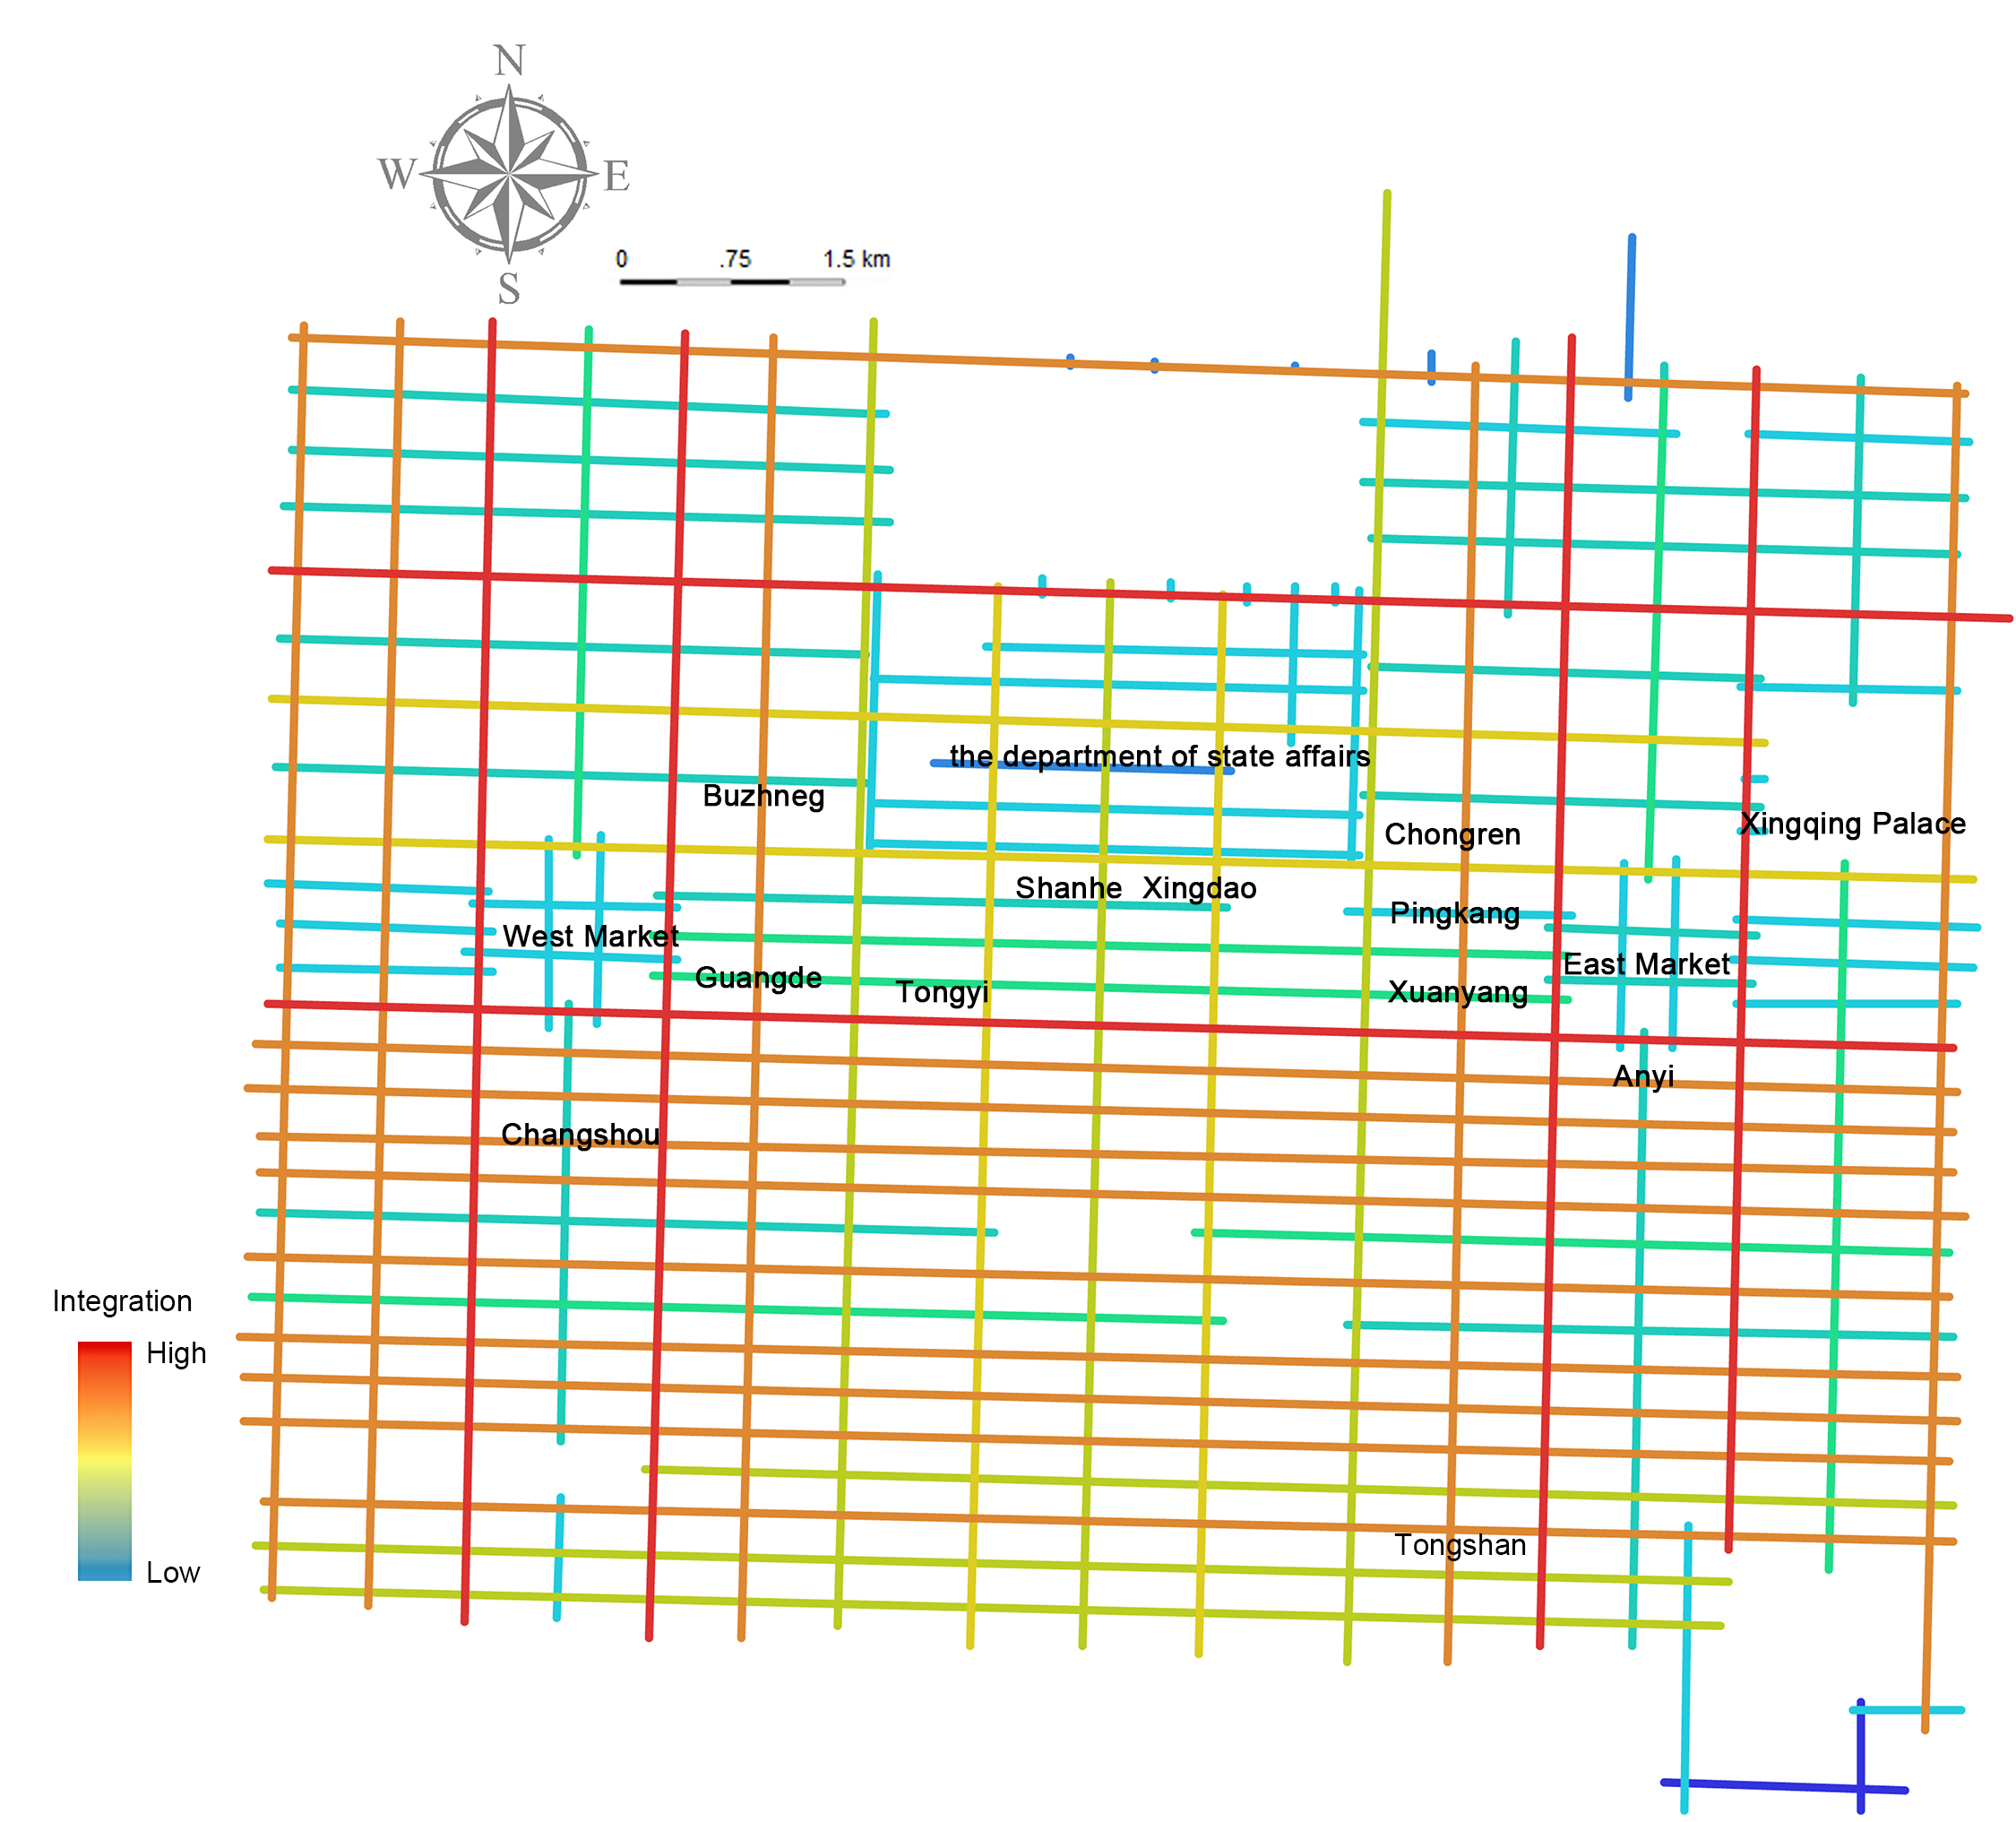 N
W E
S
0 .75 1.5 km
the department of state affairs
Buzhneg
Xingqing Palace
Chongren
Shanhe Xingdao
Pingkang
West Market
East Market
Guangde
Tongyi
Xuanyang
Anyi
Changshou
Integration
High
Tongshan
Low